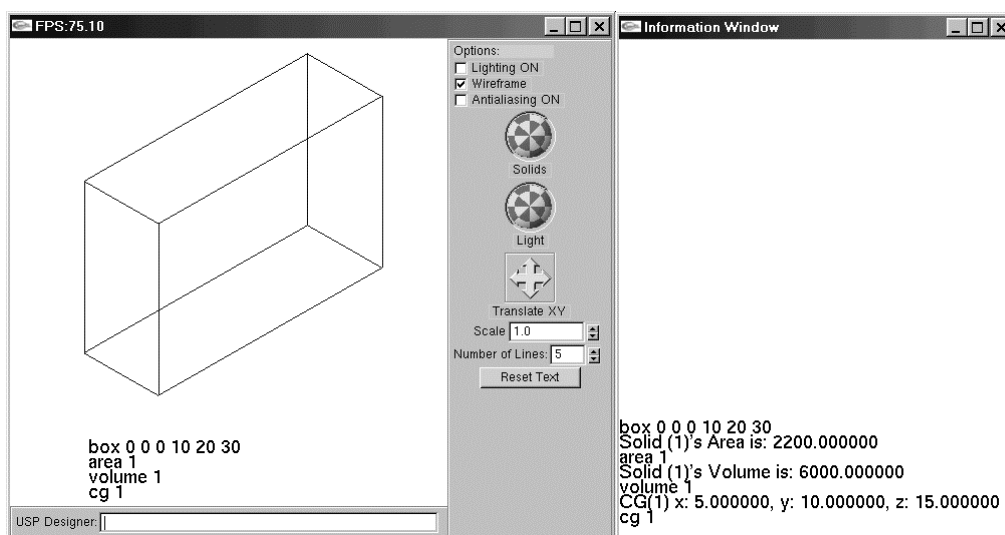 FPS:75.10
Options:
Lighting ON
Wireframe
Antialiasing ON
Solids
Light
Translate XY
Scale 1.0
Number of Lines: 5
Reset Text
box 0 0 0 10 20 30
area 1
volume 1
cg 1
USP Designer:
Information Window
box 0 0 0 10 20 30
Solid (1)'s Area is: 2200.000000
area 1
Solid (1)'s Volume is: 6000.000000
volume 1
CG(1) x: 5.000000, y: 10.000000, z: 15.000000
cg 1